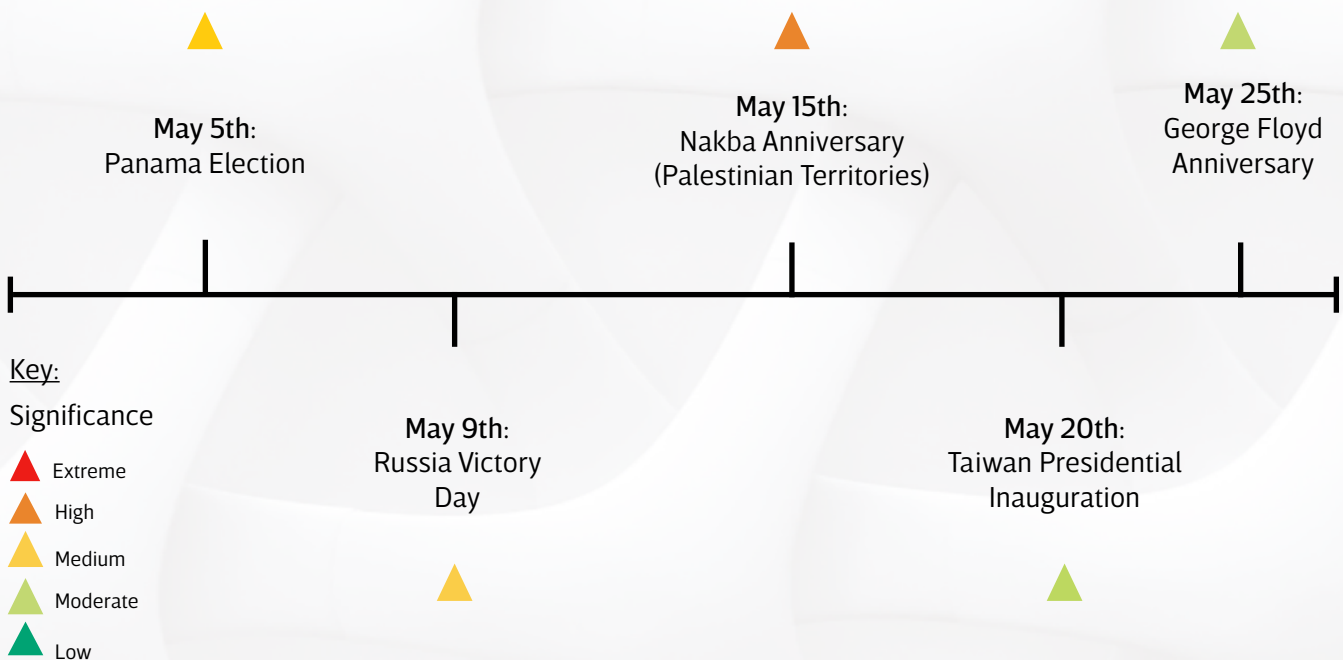 May 5th:
Panama Election
May 15th:
Nakba Anniversary
(Palestinian Territories)
May 25th:
George Floyd
Anniversary
Key:
Significance
Extreme
High
Medium
Moderate
Low
May 9th:
Russia Victory
Day
May 20th:
Taiwan Presidential
Inauguration